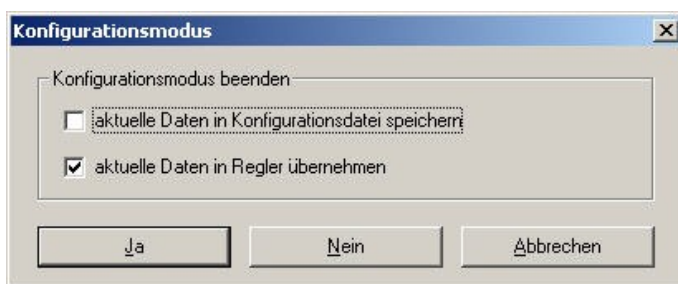 Konfigurationsmodus
Konfigurationsmodus beenden
aktuelle Daten in Konfigurationsdatei speichern
aktuelle Daten in Regler übernehmen
Ja Nein Abbrechen